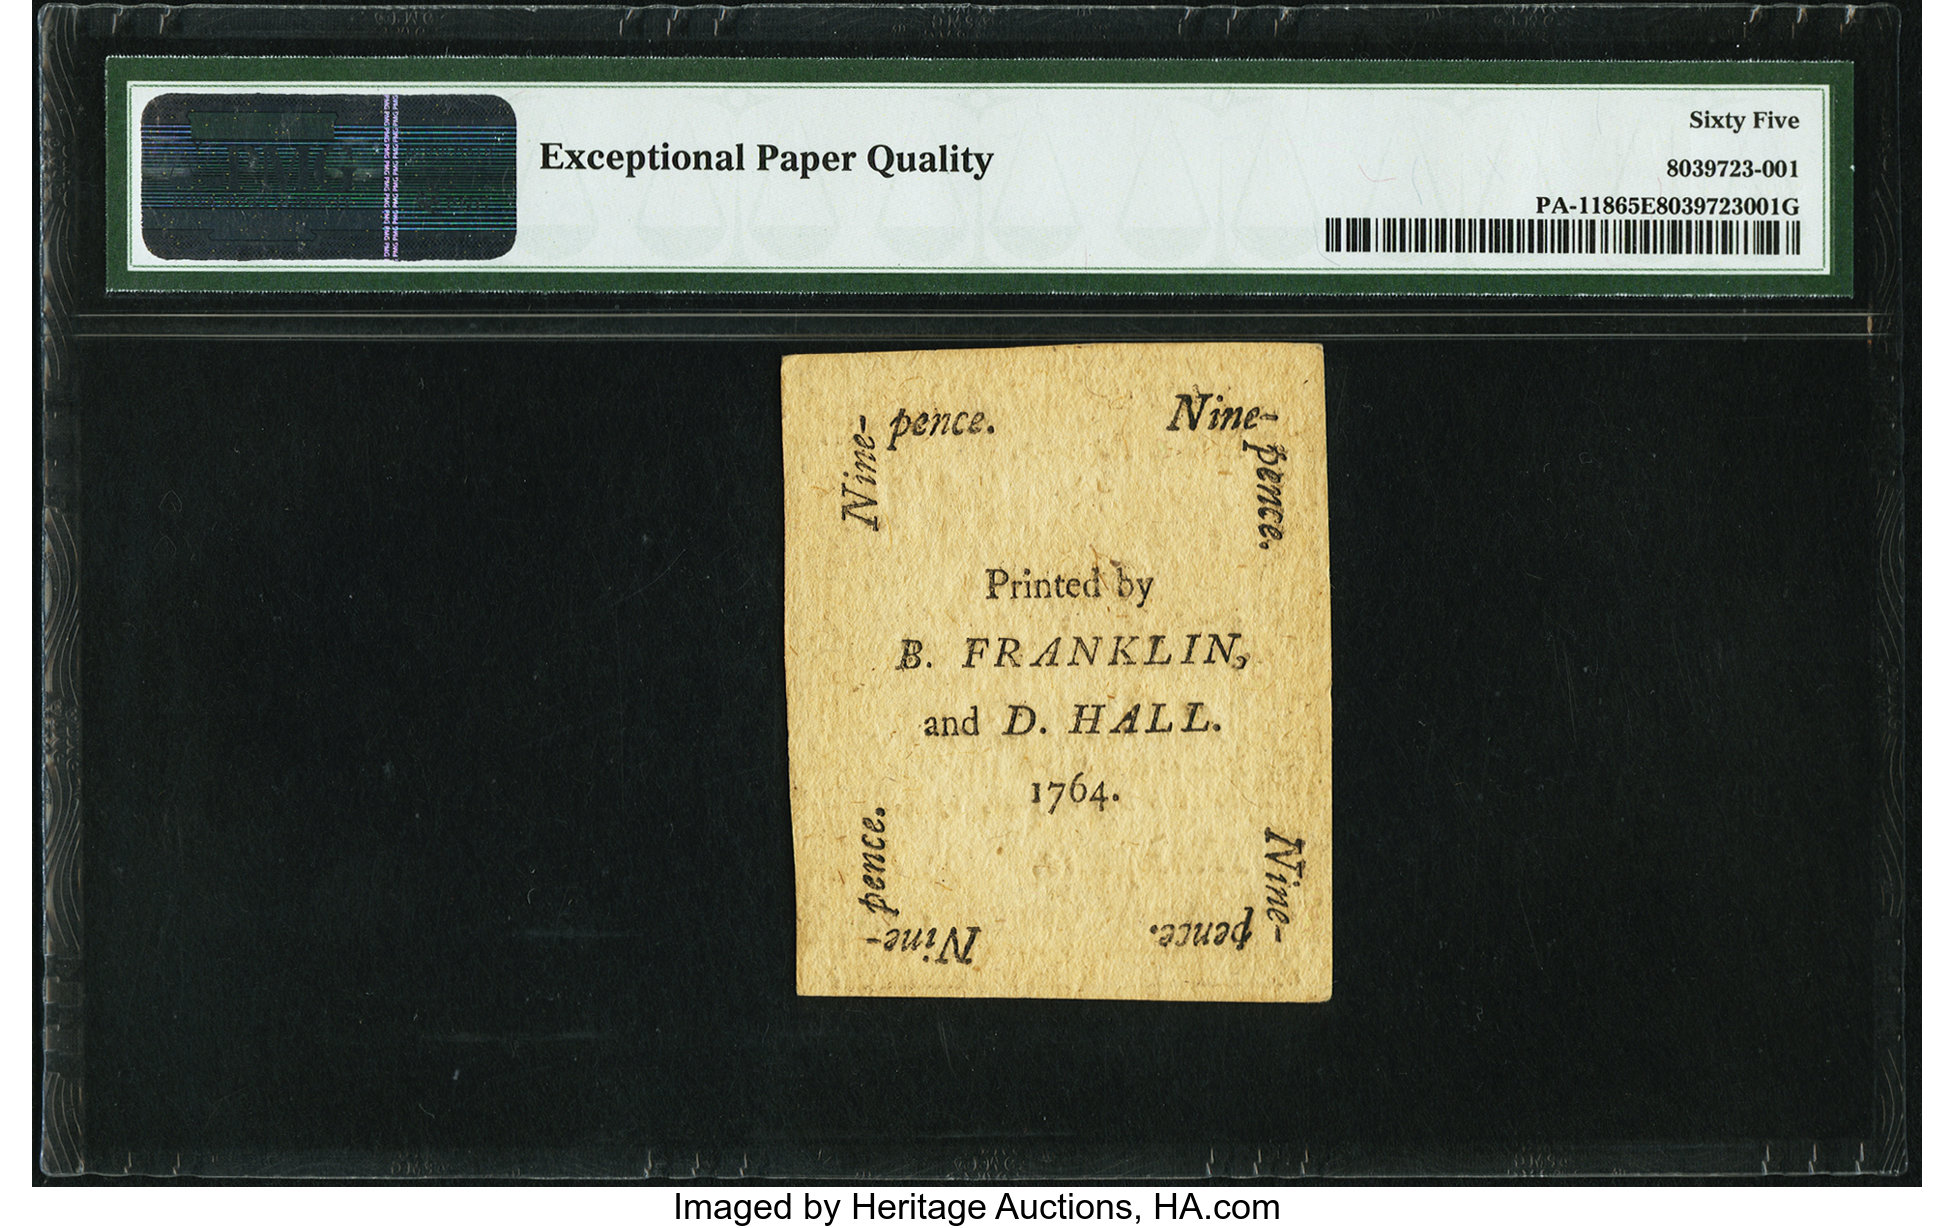 Exceptional Paper Quality
Sixty Five
8039723-001
PA-11865E8039723001G
Nine-pence.
Nine-pence.
Printed by
B. FRANKLIN,
and D. HALL.
1764.
Nine-pence.
Nine-pence.
Imaged by Heritage Auctions, HA.com